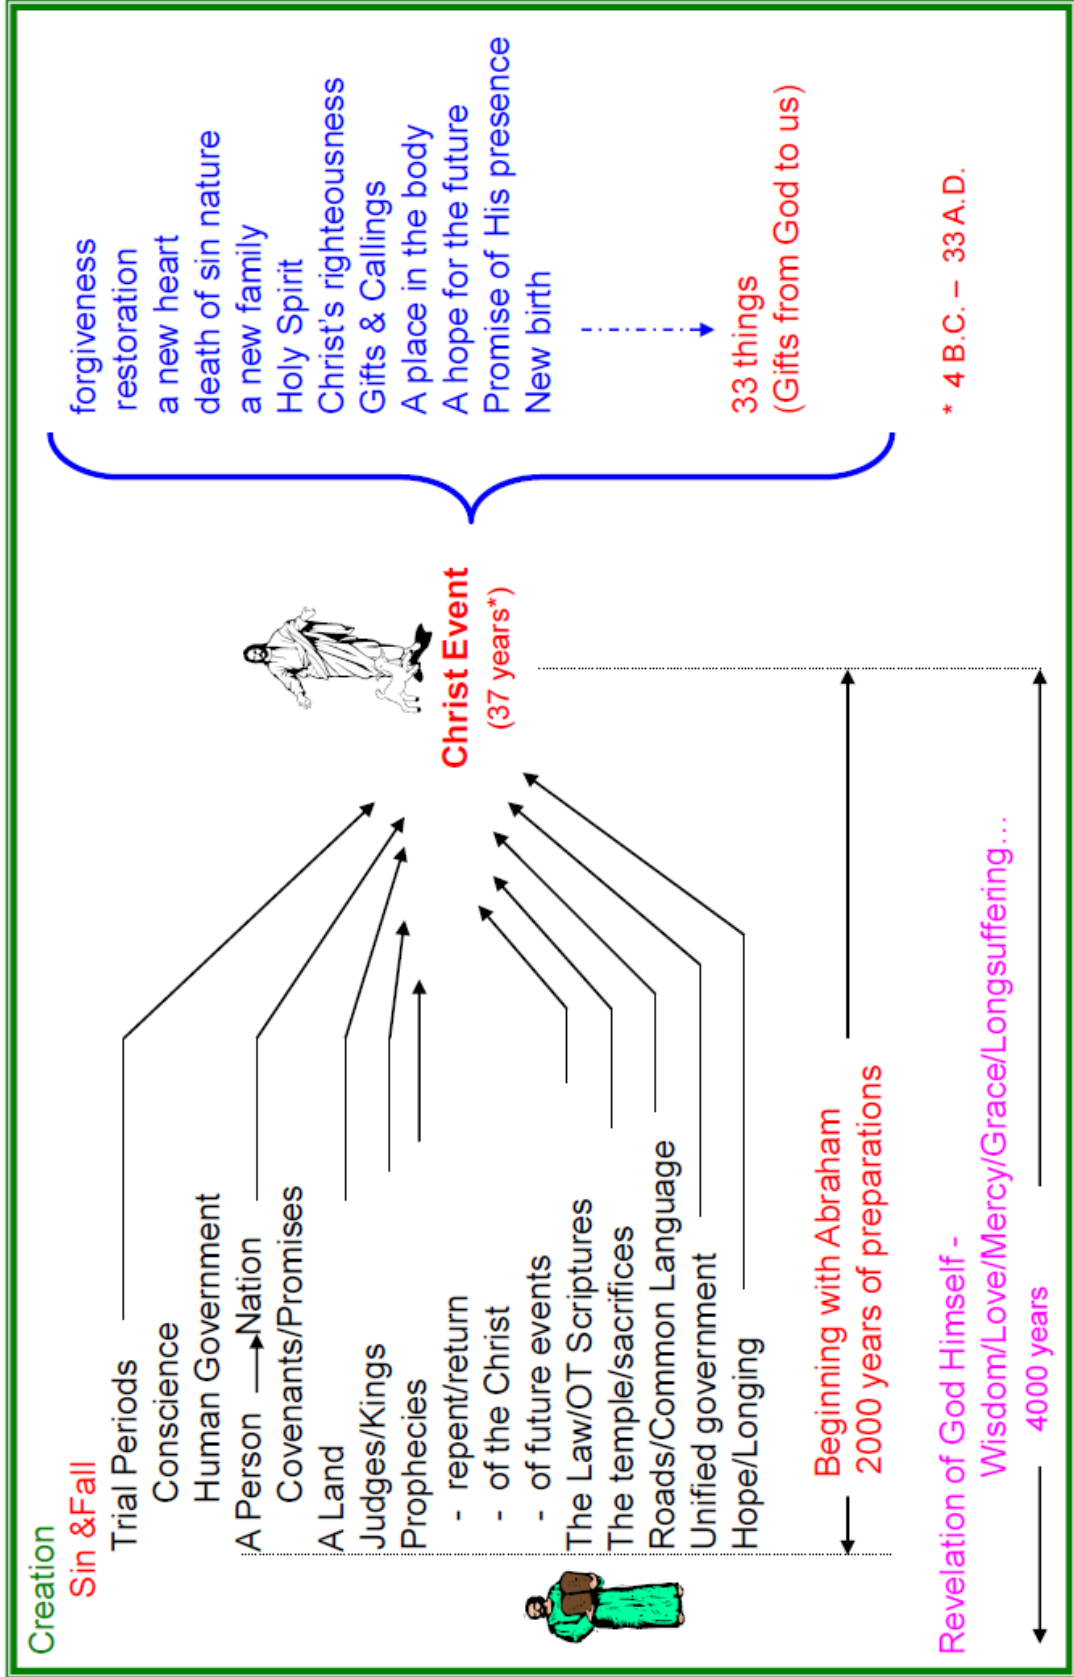 Creation
Sin &Fall
Trial Periods
Conscience
Human Government
A Person Nation
Covenants/Promises
A Land
Judges/Kings
Prophecies
- repent/return
- of the Christ
- of future events
The Law/OT Scriptures
The temple/sacrifices
Roads/Common Language
Unified government
Hope/Longing
Beginning with Abraham
2000 years of preparations
Revelation of God Himself -
Wisdom/Love/Mercy/Grace/Longsuffering…
4000 years
Christ Event
(37 years*)
forgiveness
restoration
a new heart
death of sin nature
a new family
Holy Spirit
Christ's righteousness
Gifts & Callings
A place in the body
A hope for the future
Promise of His presence
New birth
33 things
(Gifts from God to us)
* 4 B.C. – 33 A.D.